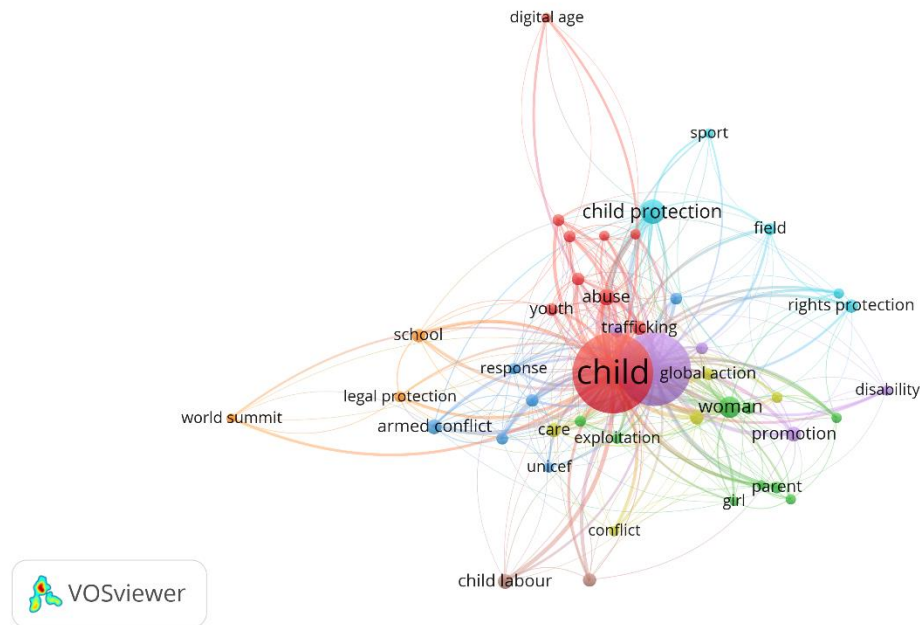 digital age
sport
child protection
field
abuse
rights protection
youth
trafficking
school
response
child
global action
disability
legal protection
world summit
armed conflict
woman
care
exploitation
promotion
unicef
parent
girl
conflict
child labour
VOSviewer